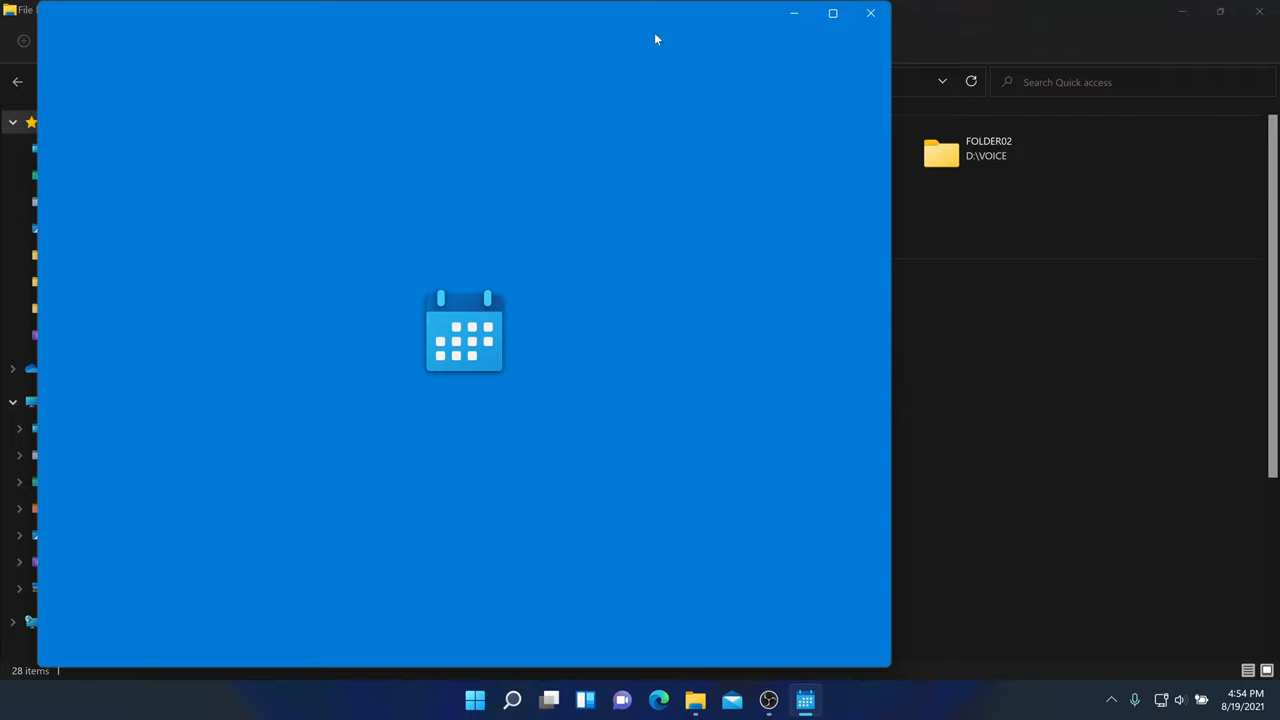 File
Search Quick access
FOLDER02
D:\VOICE
28 items
4:54 PM
8/19/2021